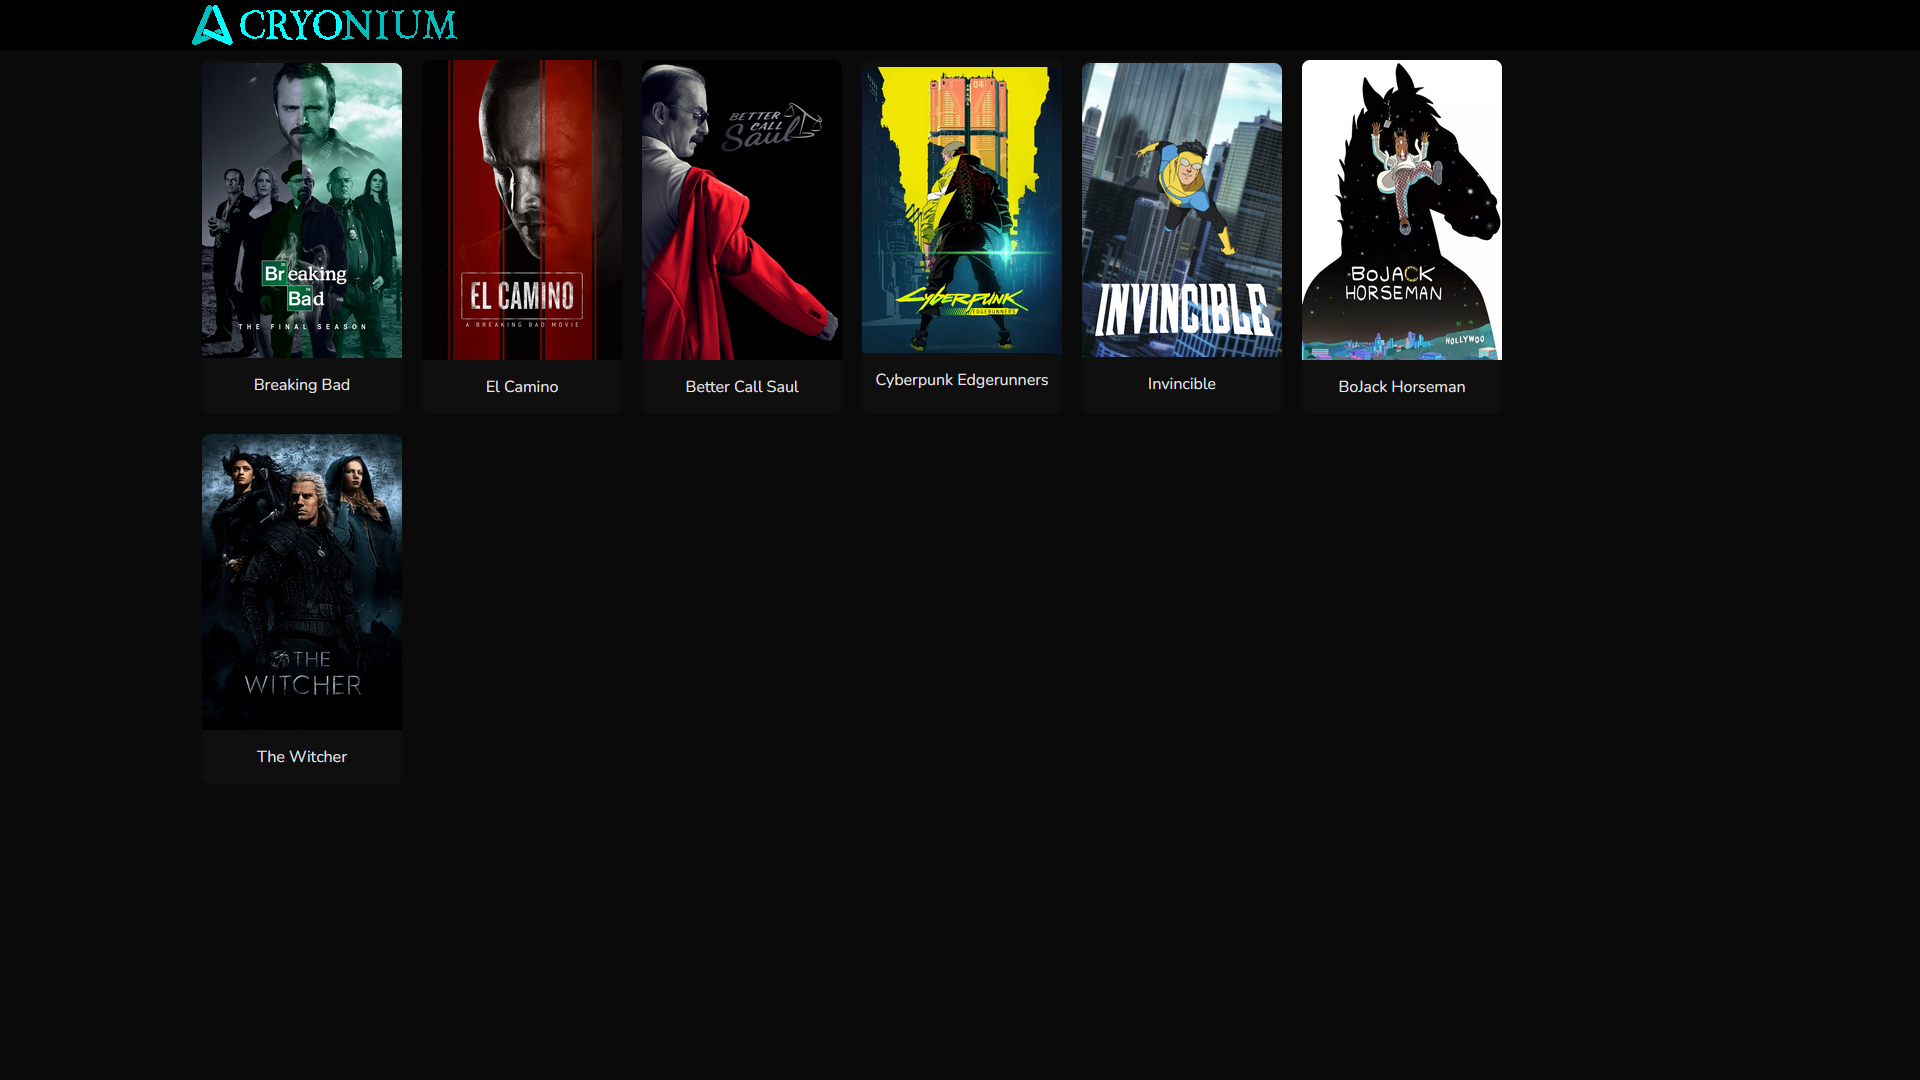 CRYONIUM
Breaking
Bad
THE FINAL SEASON
EL CAMINO
A BREAKING BAD MOVIE
BETTER
CALL
Saul
04
CYBERPUNK
EDGERUNNERS
INVINCIBLE
BOJACK
HORSEMAN
HOLLYWOO
Breaking Bad
El Camino
Better Call Saul
Cyberpunk Edgerunners
Invincible
BoJack Horseman
THE
WITCHER
The Witcher